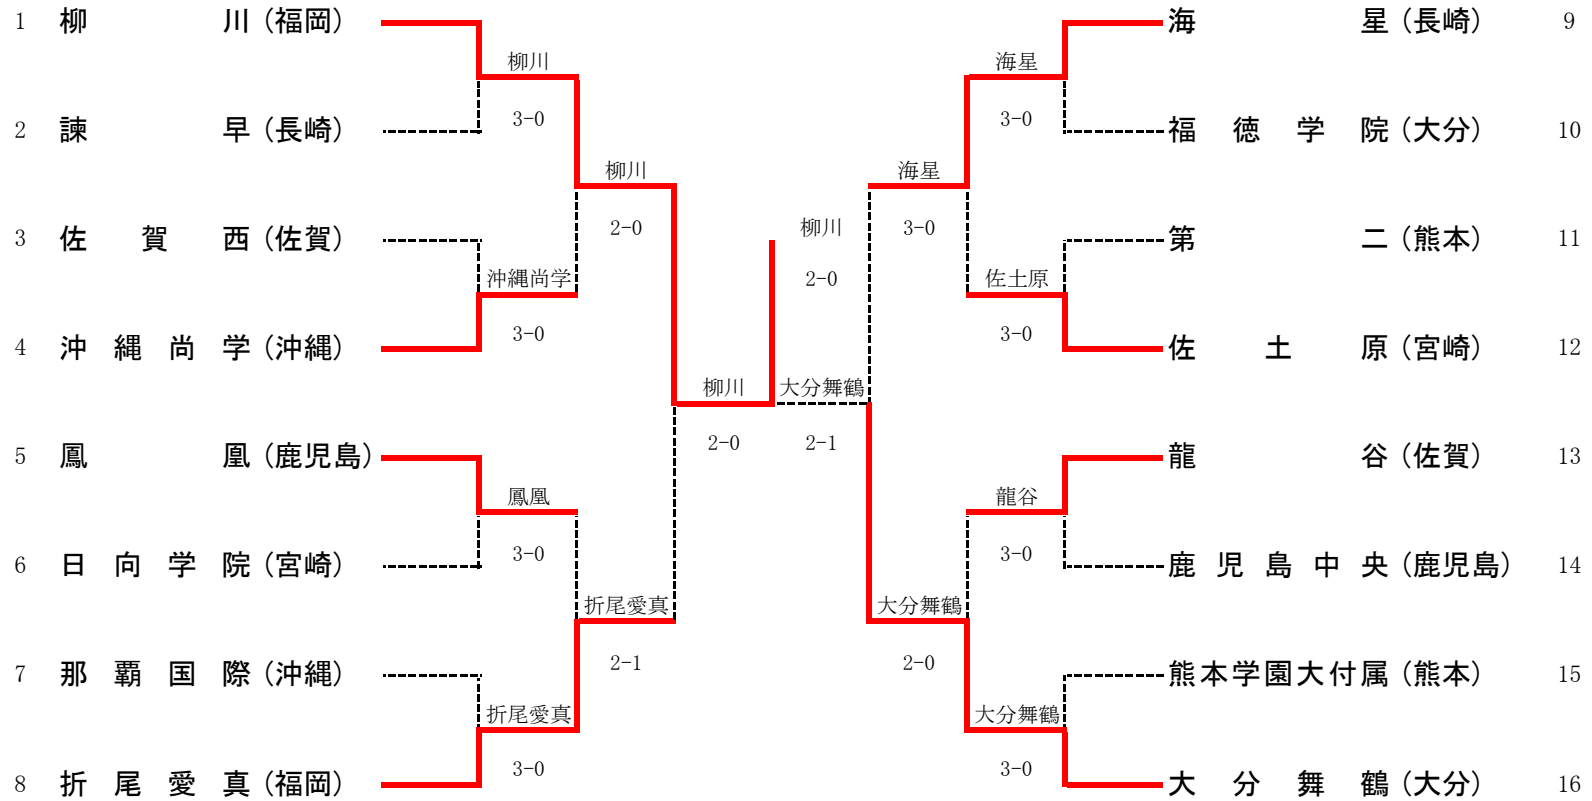 1 柳川 (福岡) 海星 (長崎) 9
柳川 海星
3-0 3-0
2 諫早 (長崎) 福徳学院 (大分) 10
柳川 海星
3 佐賀西 (佐賀) 2-0 柳川 3-0 第二 (熊本) 11
沖縄尚学 2-0 佐土原
3-0 3-0
4 沖縄尚学 (沖縄) 佐土原 (宮崎) 12
柳川 大分舞鶴
2-0 2-1
5 鳳凰 (鹿児島) 龍谷 (佐賀) 13
鳳凰 龍谷
3-0 3-0
6 日向学院 (宮崎) 鹿児島中央 (鹿児島) 14
折尾愛真 大分舞鶴
2-1 2-0
7 那覇国際 (沖縄) 熊本学園大付属 (熊本) 15
折尾愛真 大分舞鶴
3-0 3-0
8 折尾愛真 (福岡) 大分舞鶴 (大分) 16